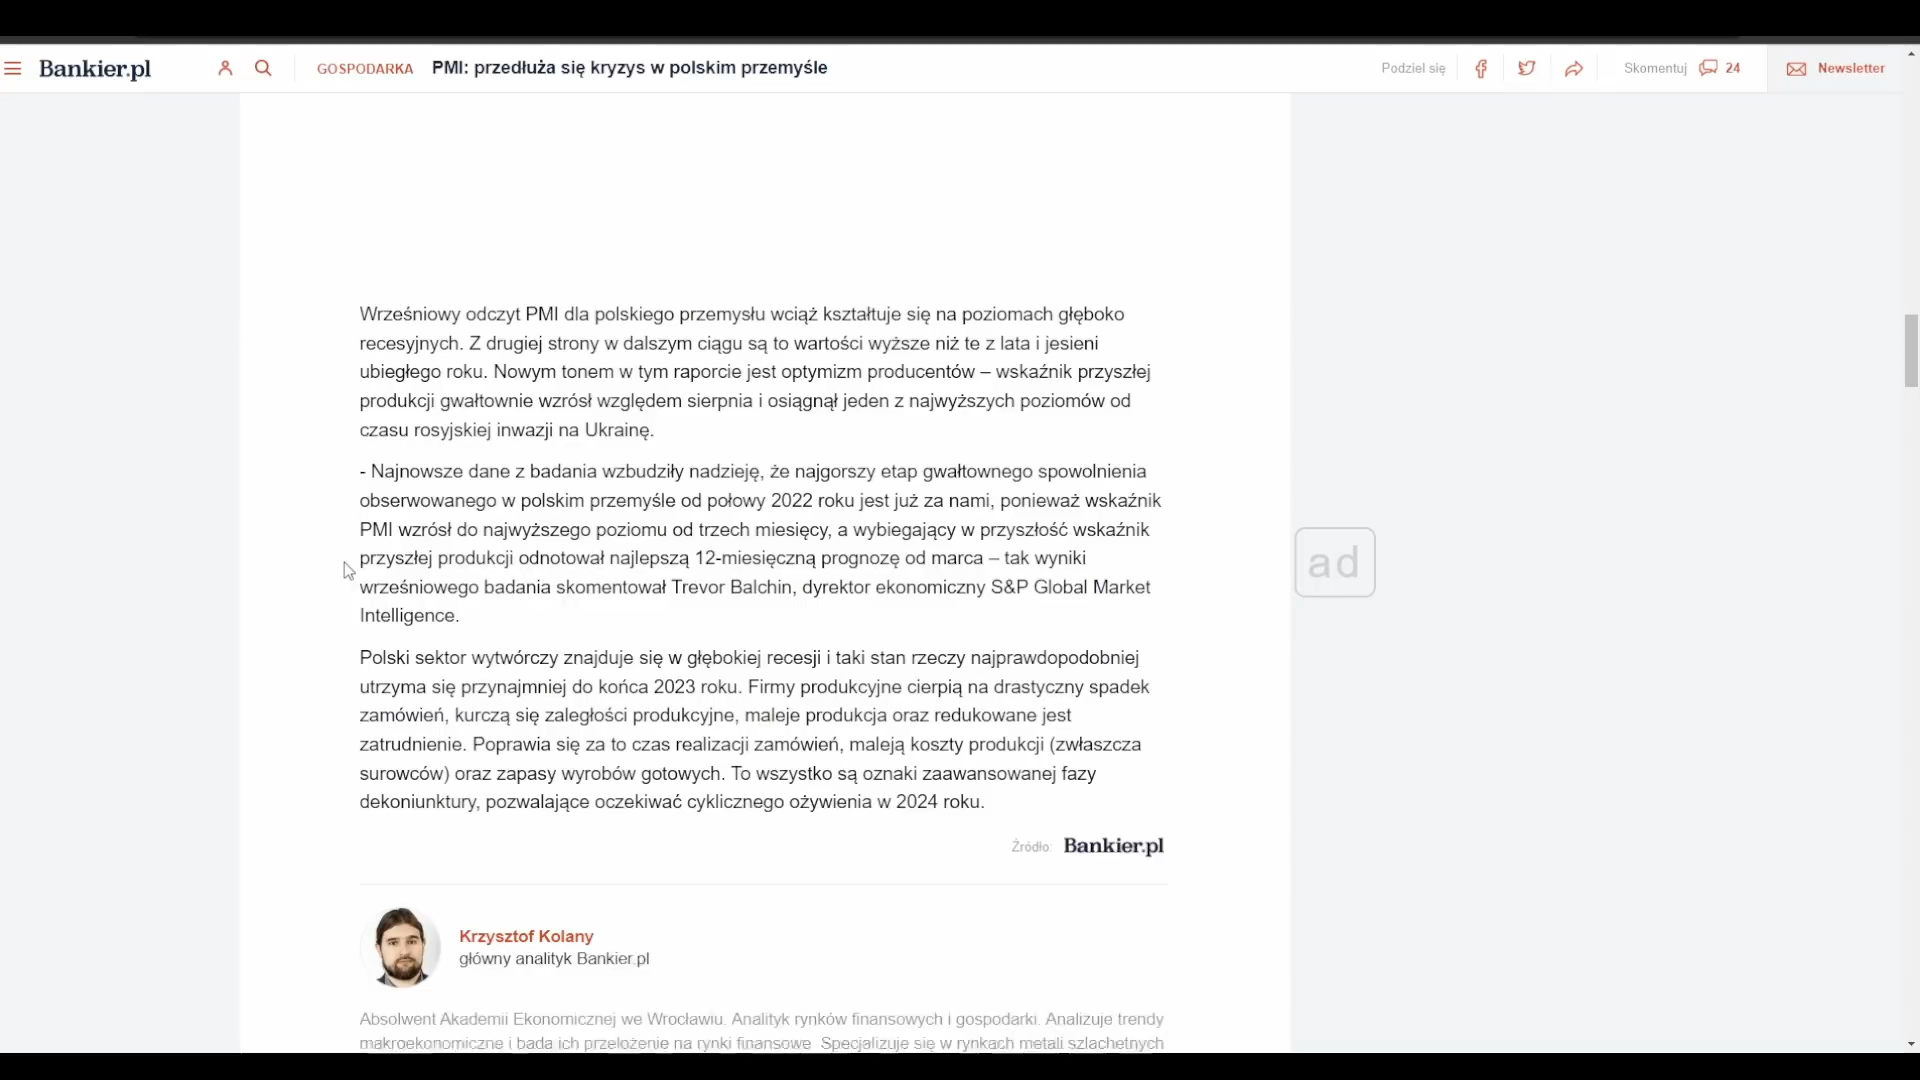 Bankier.pl
GOSPODARKA
PMI: przedłuża się kryzys w polskim przemyśle
Podziel się
Skomentuj
24
Newsletter
Wrześniowy odczyt PMI dla polskiego przemysłu wciąż kształtuje się na poziomach głęboko
recesyjnych. Z drugiej strony w dalszym ciągu są to wartości wyższe niż te z lata i jesieni
ubiegłego roku. Nowym tonem w tym raporcie jest optymizm producentów – wskaźnik przyszłej
produkcji gwałtownie wzrósł względem sierpnia i osiągnął jeden z najwyższych poziomów od
czasu rosyjskiej inwazji na Ukrainę.
- Najnowsze dane z badania wzbudziły nadzieję, że najgorszy etap gwałtownego spowolnienia
obserwowanego w polskim przemyśle od połowy 2022 roku jest już za nami, ponieważ wskaźnik
PMI wzrósł do najwyższego poziomu od trzech miesięcy, a wybiegający w przyszłość wskaźnik
przyszłej produkcji odnotował najlepszą 12-miesięczną prognozę od marca – tak wyniki
wrześniowego badania skomentował Trevor Balchin, dyrektor ekonomiczny S&P Global Market
Intelligence.
ad
Polski sektor wytwórczy znajduje się w głębokiej recesji i taki stan rzeczy najprawdopodobniej
utrzyma się przynajmniej do końca 2023 roku. Firmy produkcyjne cierpią na drastyczny spadek
zamówień, kurczą się zaległości produkcyjne, maleje produkcja oraz redukowane jest
zatrudnienie. Poprawia się za to czas realizacji zamówień, maleją koszty produkcji (zwłaszcza
surowców) oraz zapasy wyrobów gotowych. To wszystko są oznaki zaawansowanej fazy
dekoniunktury, pozwalające oczekiwać cyklicznego ożywienia w 2024 roku.
Źródło: Bankier.pl
Krzysztof Kolany
główny analityk Bankier.pl
Absolwent Akademii Ekonomicznej we Wrocławiu. Analityk rynków finansowych i gospodarki. Analizuje trendy
makroekonomiczne i bada ich przełożenie na rynki finansowe. Specjalizuje się w rynkach metali szlachetnych